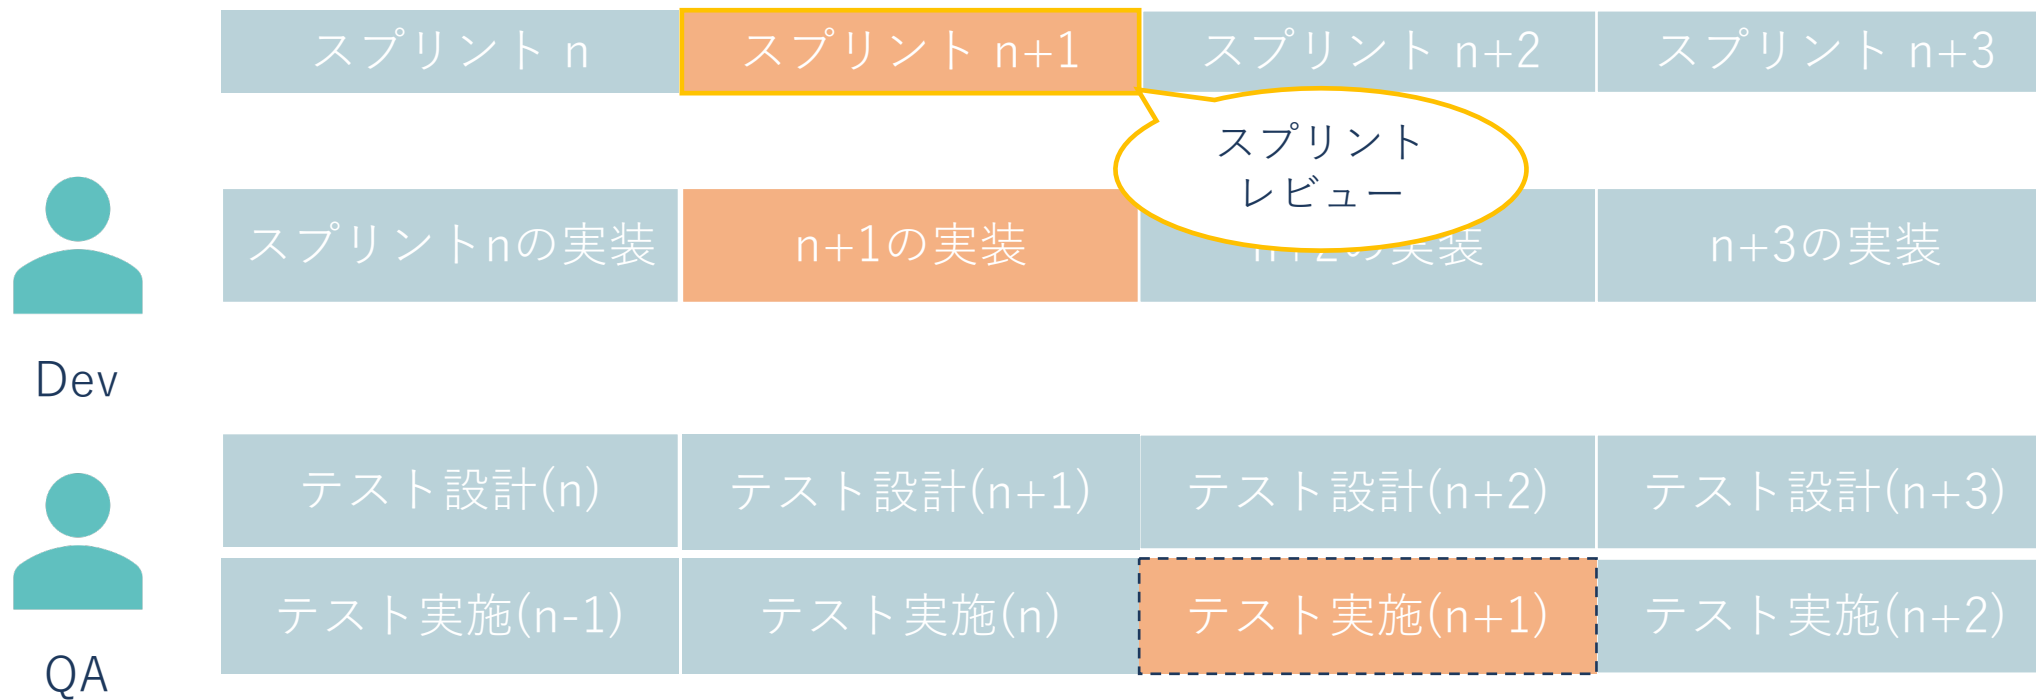 スプリント n
スプリント n+1
スプリント n+2
スプリント n+3
スプリント
レビュー
スプリントnの実装
n+1の実装
n+2の実装
n+3の実装
Dev
テスト設計(n)
テスト設計(n+1)
テスト設計(n+2)
テスト設計(n+3)
テスト実施(n-1)
テスト実施(n)
テスト実施(n+1)
テスト実施(n+2)
QA